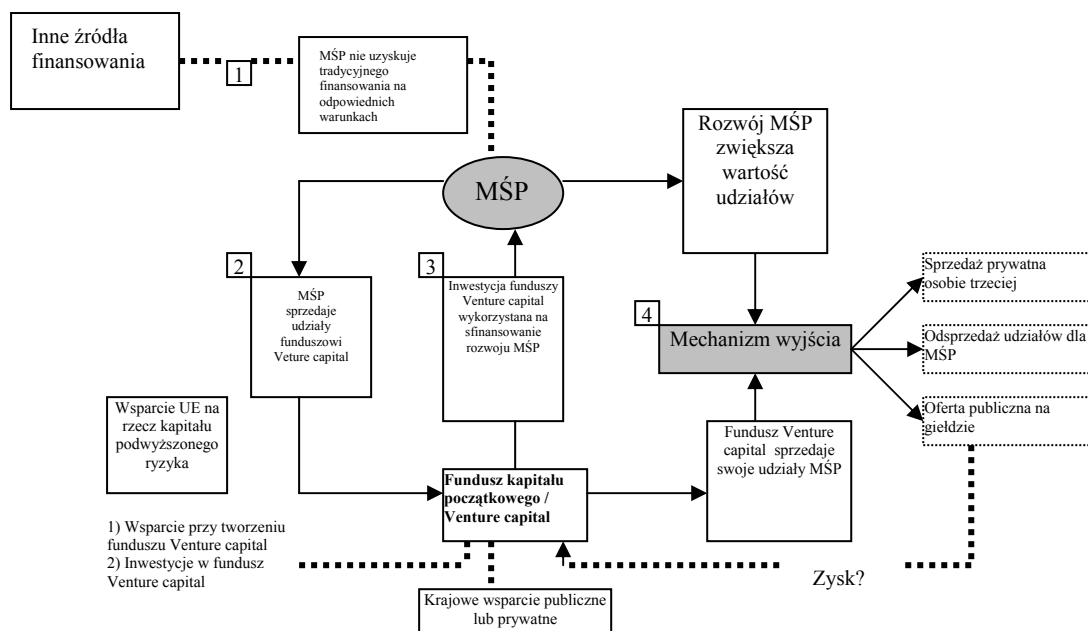 Inne źródła
finansowania
1
MŚP nie uzyskuje
tradycyjnego
finansowania na
odpowiednich
warunkach
MŚP
Rozwój MŚP
zwiększa
wartość
udziałów
2
MŚP
sprzedaje
udziały
funduszowi
Veture capital
3
Inwestycja funduszy
Venture capital
wykorzystana na
sfinansowanie
rozwoju MŚP
4
Mechanizm wyjścia
Sprzedaż prywatna
osobie trzeciej
Odsprzedaż udziałów dla
MŚP
Oferta publiczna na
giełdzie
Wsparcie UE na
rzecz kapitału
podwyższonego
ryzyka
Fundusz kapitału
początkowego /
Venture capital
Fundusz Venture
capital sprzedaje
swoje udziały MŚP
1) Wsparcie przy tworzeniu
funduszu Venture capital
2) Inwestycje w fundusz
Venture capital
Zysk?
Krajowe wsparcie publiczne
lub prywatne